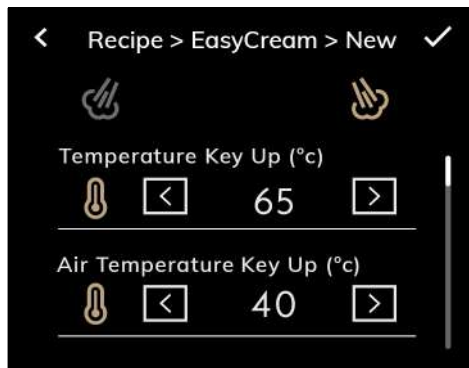 Recipe > EasyCream > New
Temperature Key Up (°c)
65
Air Temperature Key Up (°c)
40